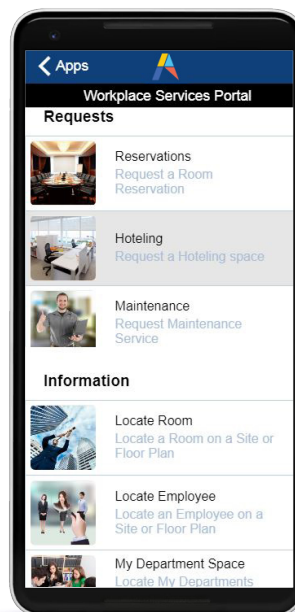 Apps
Workplace Services Portal
Requests
Reservations
Request a Room
Reservation
Hoteling
Request a Hoteling space
Maintenance
Request Maintenance
Service
Information
Locate Room
Locate a Room on a Site or
Floor Plan
Locate Employee
Locate an Employee on a
Site or Floor Plan
My Department Space
Locate My Departments